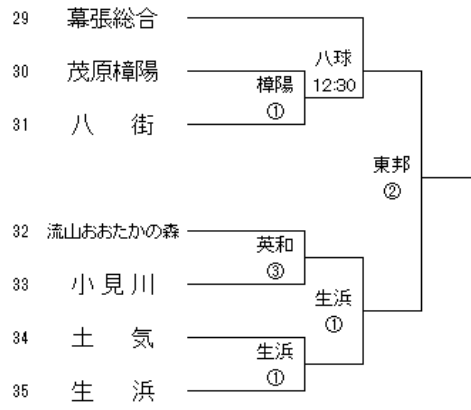 29 幕張総合
30 茂原樟陽
31 八街
八球
12:30
樟陽
①
東邦
②
32 流山おおたかの森
33 小見川
34 土気
35 生浜
英和
③
生浜
①
生浜
①